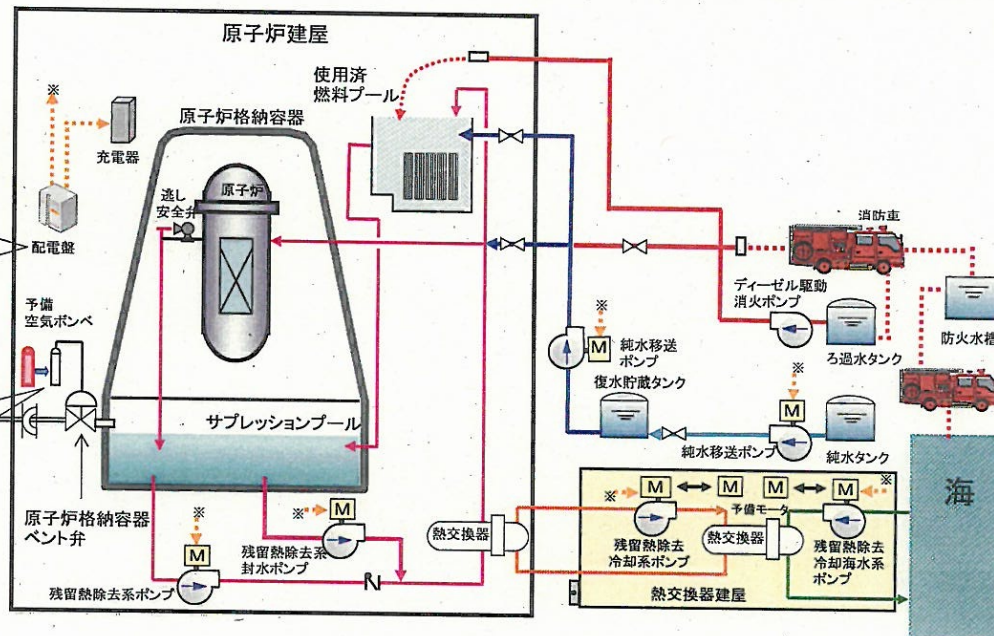 原子炉建屋
使用済
燃料プール
※
充電器
原子炉格納容器
逃し
安全弁
原子炉
配電盤
消防車
ディーゼル駆動
消火ポンプ
ろ過水タンク
防火水槽
予備
空気ボンベ
※
M
純水移送
ポンプ
復水貯蔵タンク
※
M
純水移送ポンプ
純水タンク
サプレッションプール
海
原子炉格納容器
ベント弁
※
M
残留熱除去系ポンプ
※
M
残留熱除去系
封水ポンプ
熱交換器
※
M
M
M
M
※
予備モータ
残留熱除去
冷却系ポンプ
熱交換器
残留熱除去
冷却海水系
ポンプ
熱交換器建屋